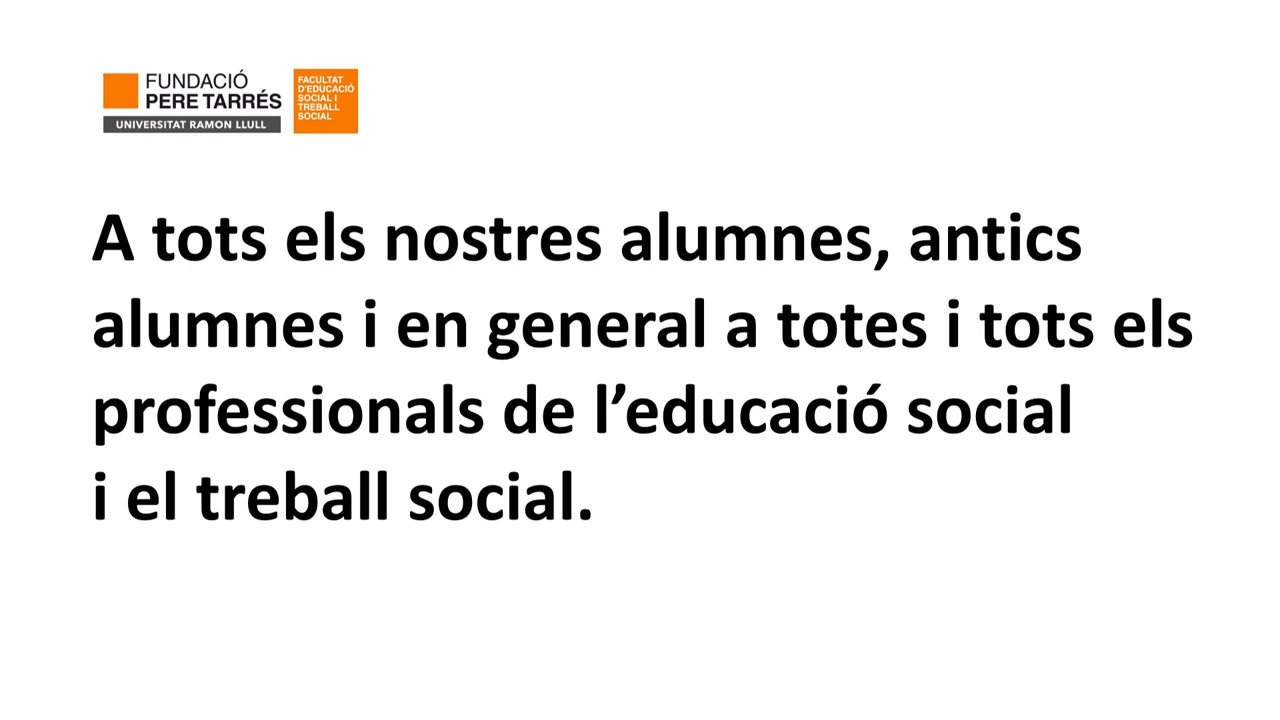 FUNDACIÓ
PERE TARRÉS
UNIVERSITAT RAMON LLULL
FACULTAT
D'EDUCACIÓ
SOCIAL I
TREBALL
SOCIAL
A tots els nostres alumnes, antics
alumnes i en general a totes i tots els
professionals de l’educació social
i el treball social.